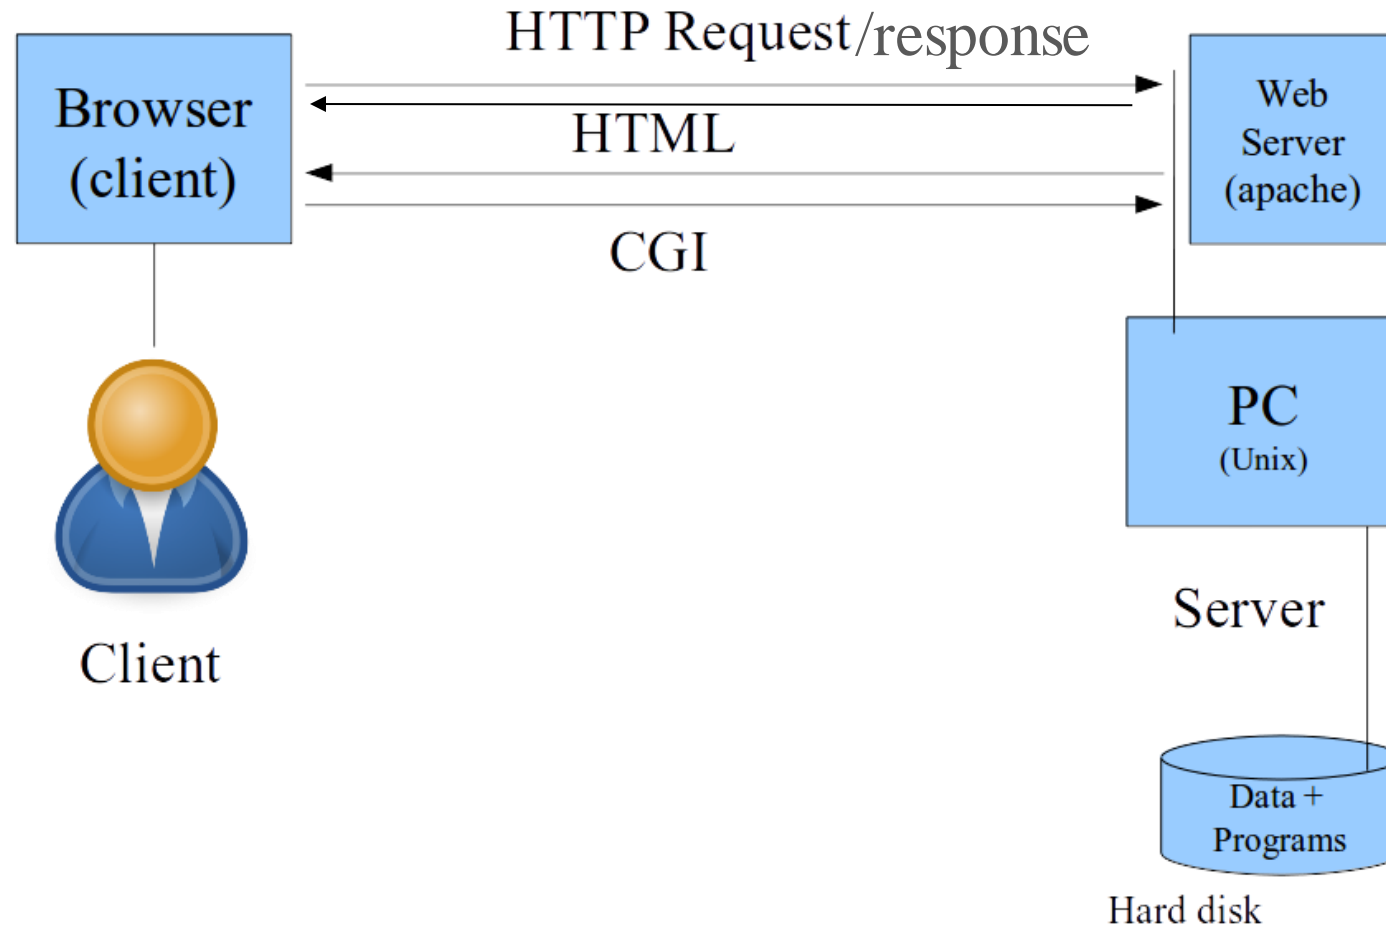 HTTP Request/response
Browser
(client)
HTML
CGI
Web
Server
(apache)
PC
(Unix)
Server
Client
Data +
Programs
Hard disk